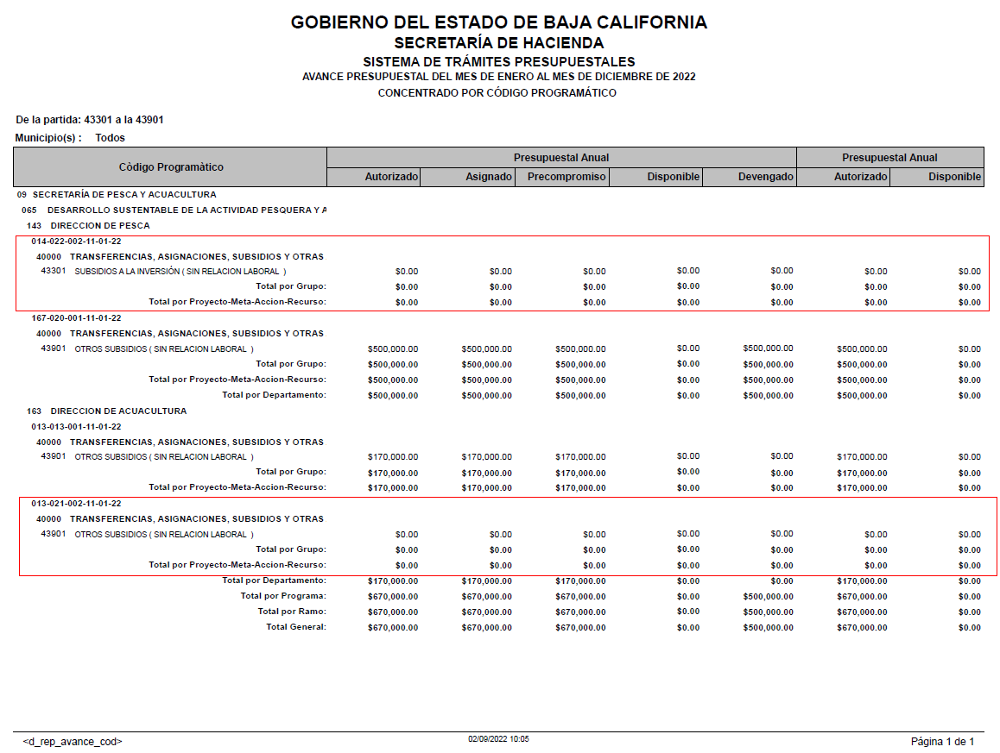 GOBIERNO DEL ESTADO DE BAJA CALIFORNIA
SECRETARÍA DE HACIENDA
SISTEMA DE TRÁMITES PRESUPUESTALES
AVANCE PRESUPUESTAL DEL MES DE ENERO AL MES DE DICIEMBRE DE 2022
CONCENTRADO POR CÓDIGO PROGRAMÁTICO
De la partida: 43301 a la 43901
Municipio(s) : Todos
Còdigo Programàtico Presupuestal Anual Presupuestal Anual
Autorizado Asignado Precompromiso Disponible Devengado Autorizado Disponible
09 SECRETARÍA DE PESCA Y ACUACULTURA
065 DESARROLLO SUSTENTABLE DE LA ACTIVIDAD PESQUERA Y A
143 DIRECCION DE PESCA
014-022-002-11-01-22
40000 TRANSFERENCIAS, ASIGNACIONES, SUBSIDIOS Y OTRAS
43301 SUBSIDIOS A LA INVERSIÓN ( SIN RELACION LABORAL ) $0.00 $0.00 $0.00 $0.00 $0.00 $0.00 $0.00
Total por Grupo: $0.00 $0.00 $0.00 $0.00 $0.00 $0.00 $0.00
Total por Proyecto-Meta-Accion-Recurso: $0.00 $0.00 $0.00 $0.00 $0.00 $0.00 $0.00
167-020-001-11-01-22
40000 TRANSFERENCIAS, ASIGNACIONES, SUBSIDIOS Y OTRAS
43901 OTROS SUBSIDIOS ( SIN RELACION LABORAL ) $500,000.00 $500,000.00 $500,000.00 $0.00 $500,000.00 $500,000.00 $0.00
Total por Grupo: $500,000.00 $500,000.00 $500,000.00 $0.00 $500,000.00 $500,000.00 $0.00
Total por Proyecto-Meta-Accion-Recurso: $500,000.00 $500,000.00 $500,000.00 $0.00 $500,000.00 $500,000.00 $0.00
Total por Departamento: $500,000.00 $500,000.00 $500,000.00 $0.00 $500,000.00 $500,000.00 $0.00
163 DIRECCION DE ACUACULTURA
013-013-001-11-01-22
40000 TRANSFERENCIAS, ASIGNACIONES, SUBSIDIOS Y OTRAS
43901 OTROS SUBSIDIOS ( SIN RELACION LABORAL ) $170,000.00 $170,000.00 $170,000.00 $0.00 $0.00 $170,000.00 $0.00
Total por Grupo: $170,000.00 $170,000.00 $170,000.00 $0.00 $0.00 $170,000.00 $0.00
Total por Proyecto-Meta-Accion-Recurso: $170,000.00 $170,000.00 $170,000.00 $0.00 $0.00 $170,000.00 $0.00
013-021-002-11-01-22
40000 TRANSFERENCIAS, ASIGNACIONES, SUBSIDIOS Y OTRAS
43901 OTROS SUBSIDIOS ( SIN RELACION LABORAL ) $0.00 $0.00 $0.00 $0.00 $0.00 $0.00 $0.00
Total por Grupo: $0.00 $0.00 $0.00 $0.00 $0.00 $0.00 $0.00
Total por Proyecto-Meta-Accion-Recurso: $0.00 $0.00 $0.00 $0.00 $0.00 $0.00 $0.00
Total por Departamento: $170,000.00 $170,000.00 $170,000.00 $0.00 $0.00 $170,000.00 $0.00
Total por Programa: $670,000.00 $670,000.00 $670,000.00 $0.00 $500,000.00 $670,000.00 $0.00
Total por Ramo: $670,000.00 $670,000.00 $670,000.00 $0.00 $500,000.00 $670,000.00 $0.00
Total General: $670,000.00 $670,000.00 $670,000.00 $0.00 $500,000.00 $670,000.00 $0.00
<d_rep_avance_cod> 02/09/2022 10:05 Página 1 de 1